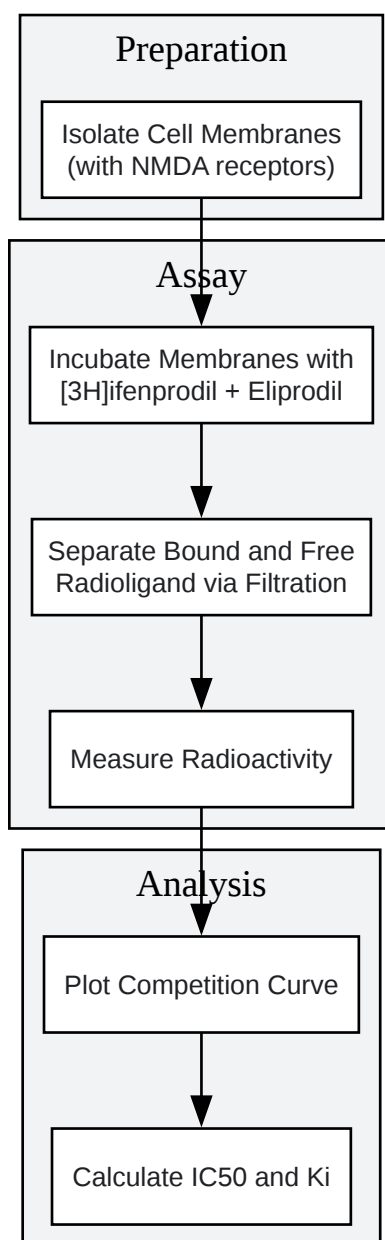 Preparation
Isolate Cell Membranes
(with NMDA receptors)
Assay
Incubate Membranes with
[3H]ifenprodil + Eliprodil
Separate Bound and Free
Radioligand via Filtration
Measure Radioactivity
Analysis
Plot Competition Curve
Calculate IC50 and Ki